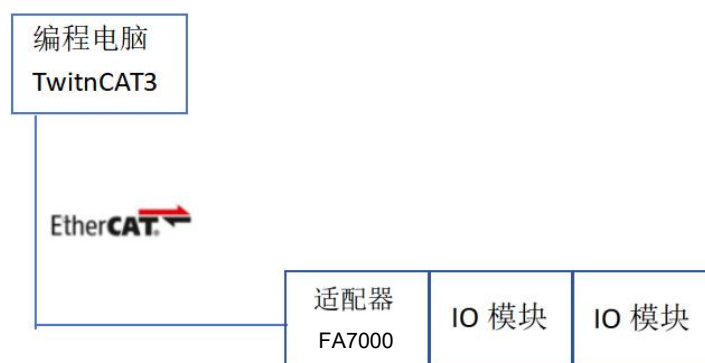 编程电脑
TwitnCAT3
EtherCAT®
适配器
FA7000
IO 模块
IO 模块